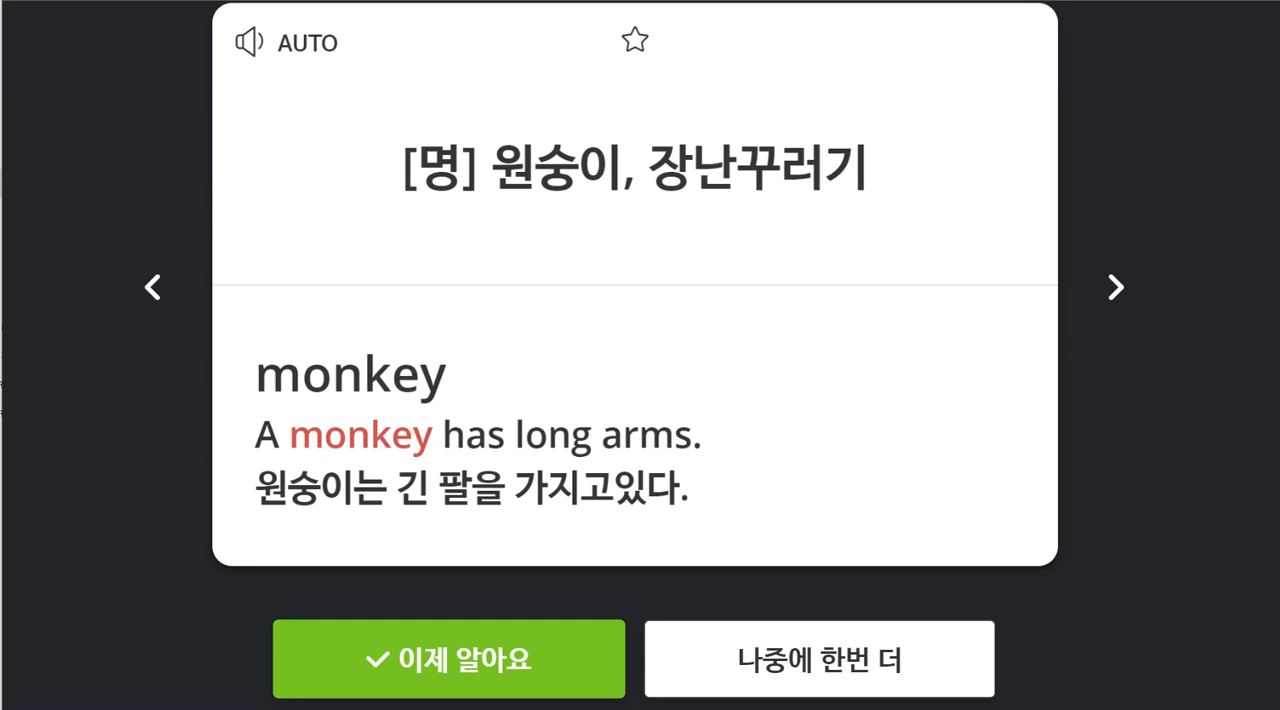 AUTO
[명] 원숭이, 장난꾸러기
monkey
A monkey has long arms.
원숭이는 긴 팔을 가지고있다.
이제 알아요
나중에 한번 더